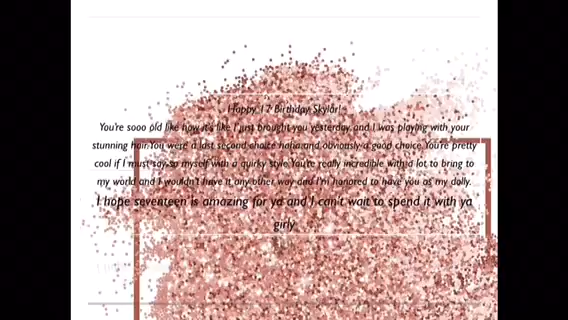 Happy 17 Birthday Skylar!
You're sooo old like how it's like I just brought you yesterday and I was playing with your
stunning hair.You were a last second choice haha and obviously a good choice.You're pretty
cool if I must say so myself with a quirky style.You're really incredible with a lot to bring to
my world and I wouldn't have it any other way and I'm honored to have you as my dolly.
I hope seventeen is amazing for ya and I can't wait to spend it with ya
girly